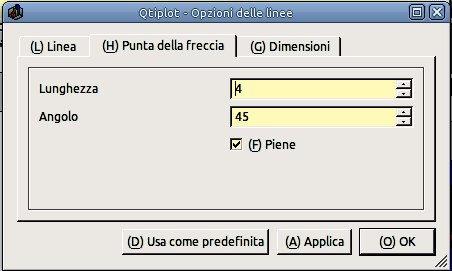 Qtiplot - Opzioni delle linee
(L) Linea (H) Punta della freccia (G) Dimensioni
Lunghezza 4
Angolo 45
(F) Piene
(D) Usa come predefinita (A) Applica (O) OK